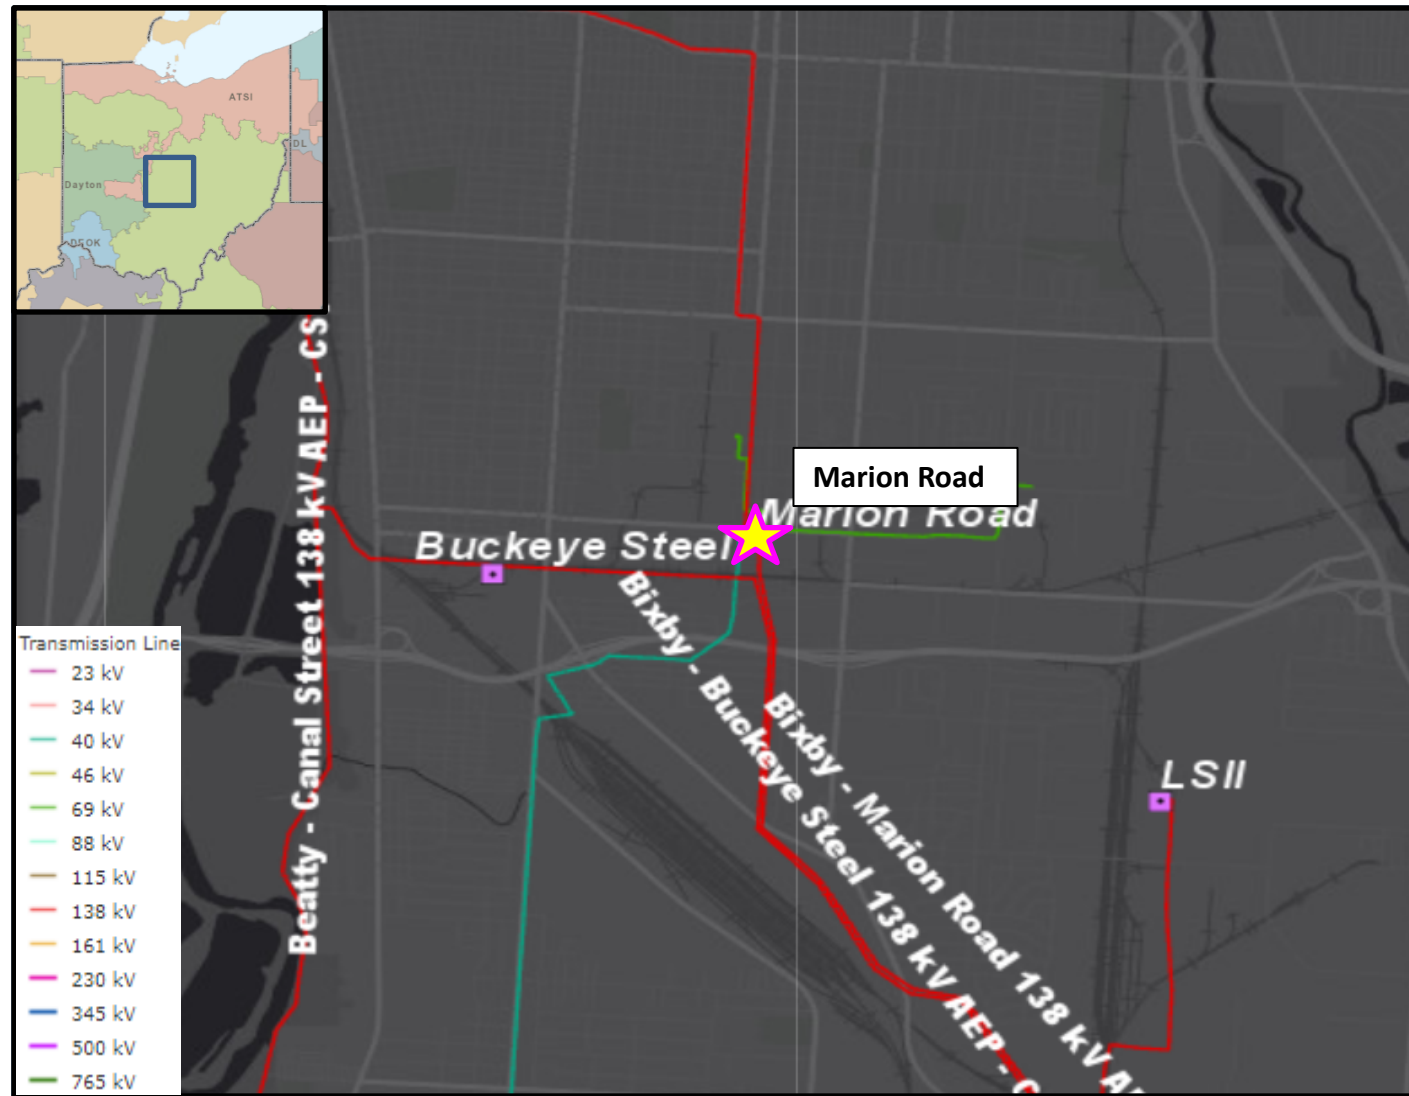 ATSI
DL
Dayton
DEOK
Marion Road
Marion Road
Buckeye Steel
Beatty - Canal Street 138 kV AEP - CS
Bixby - Buckeye Steel 138 kV AEP - C
Bixby - Marion Road 138 kV AE
LSII
Transmission Line
23 kV
34 kV
40 kV
46 kV
69 kV
88 kV
115 kV
138 kV
161 kV
230 kV
345 kV
500 kV
765 kV